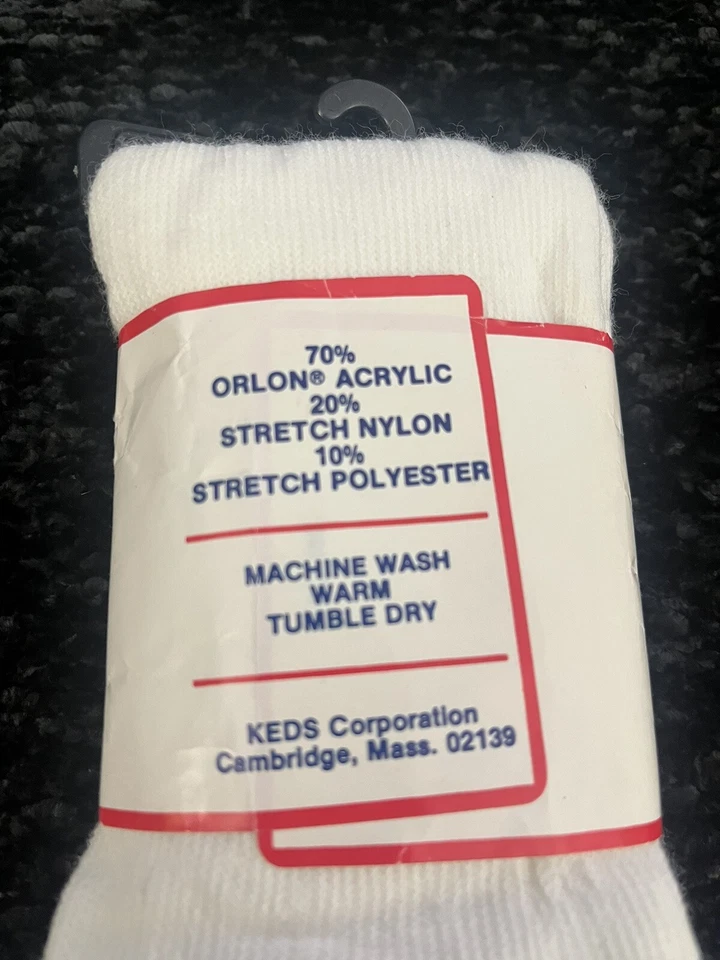 70%
ORLON® ACRYLIC
20%
STRETCH NYLON
10%
STRETCH POLYESTER
MACHINE WASH
WARM
TUMBLE DRY
KEDS Corporation
Cambridge, Mass. 02139